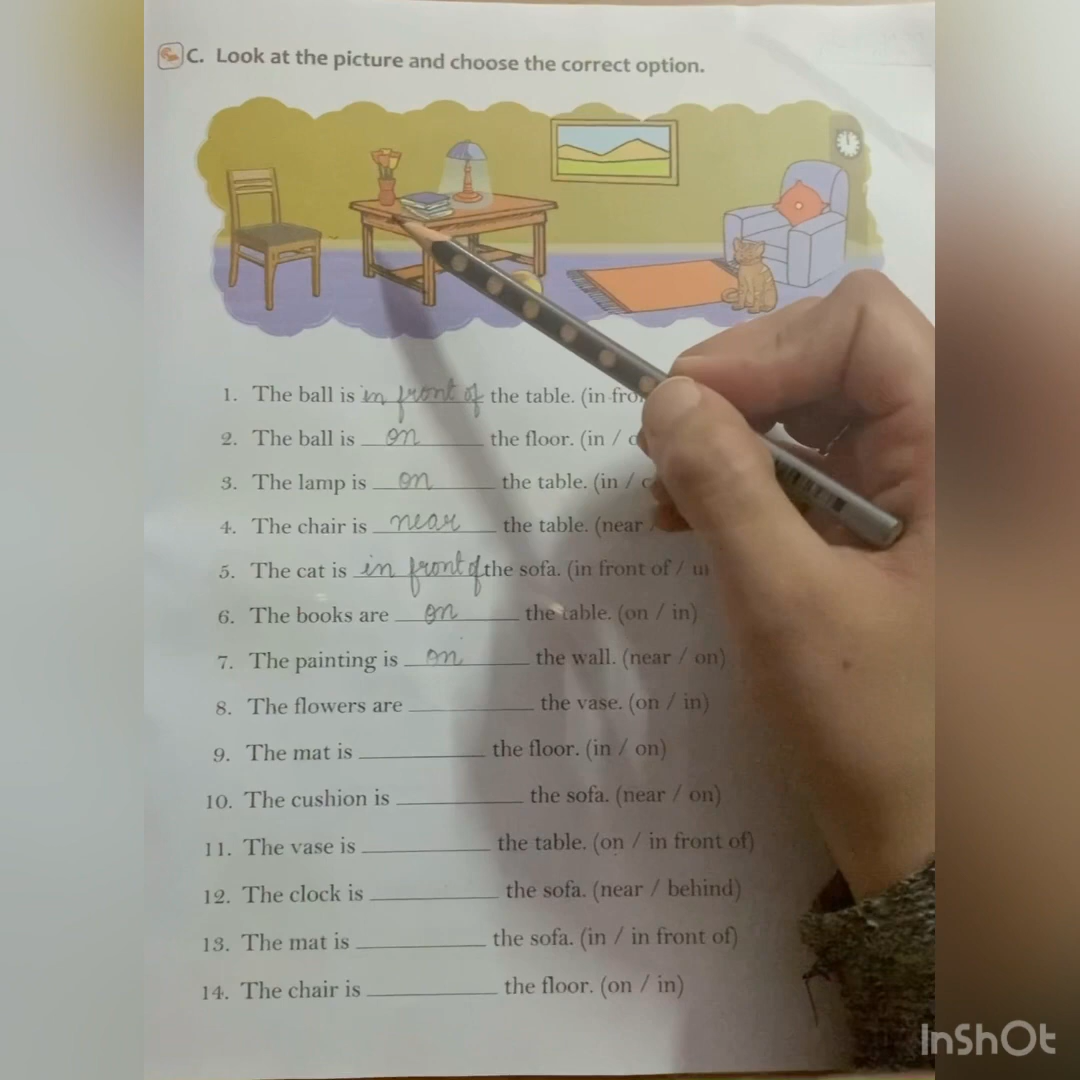 C. Look at the picture and choose the correct option.
1. The ball is in front of the table. (in fro
2. The ball is on the floor. (in /
3. The lamp is on the table. (in /
4. The chair is near the table. (near /
5. The cat is in front of the sofa. (in front of /
6. The books are on the table. (on / in)
7. The painting is on the wall. (near / on)
8. The flowers are __________ the vase. (on / in)
9. The mat is __________ the floor. (in / on)
10. The cushion is __________ the sofa. (near / on)
11. The vase is __________ the table. (on / in front of)
12. The clock is __________ the sofa. (near / behind)
13. The mat is __________ the sofa. (in / in front of)
14. The chair is __________ the floor. (on / in)
InShOt